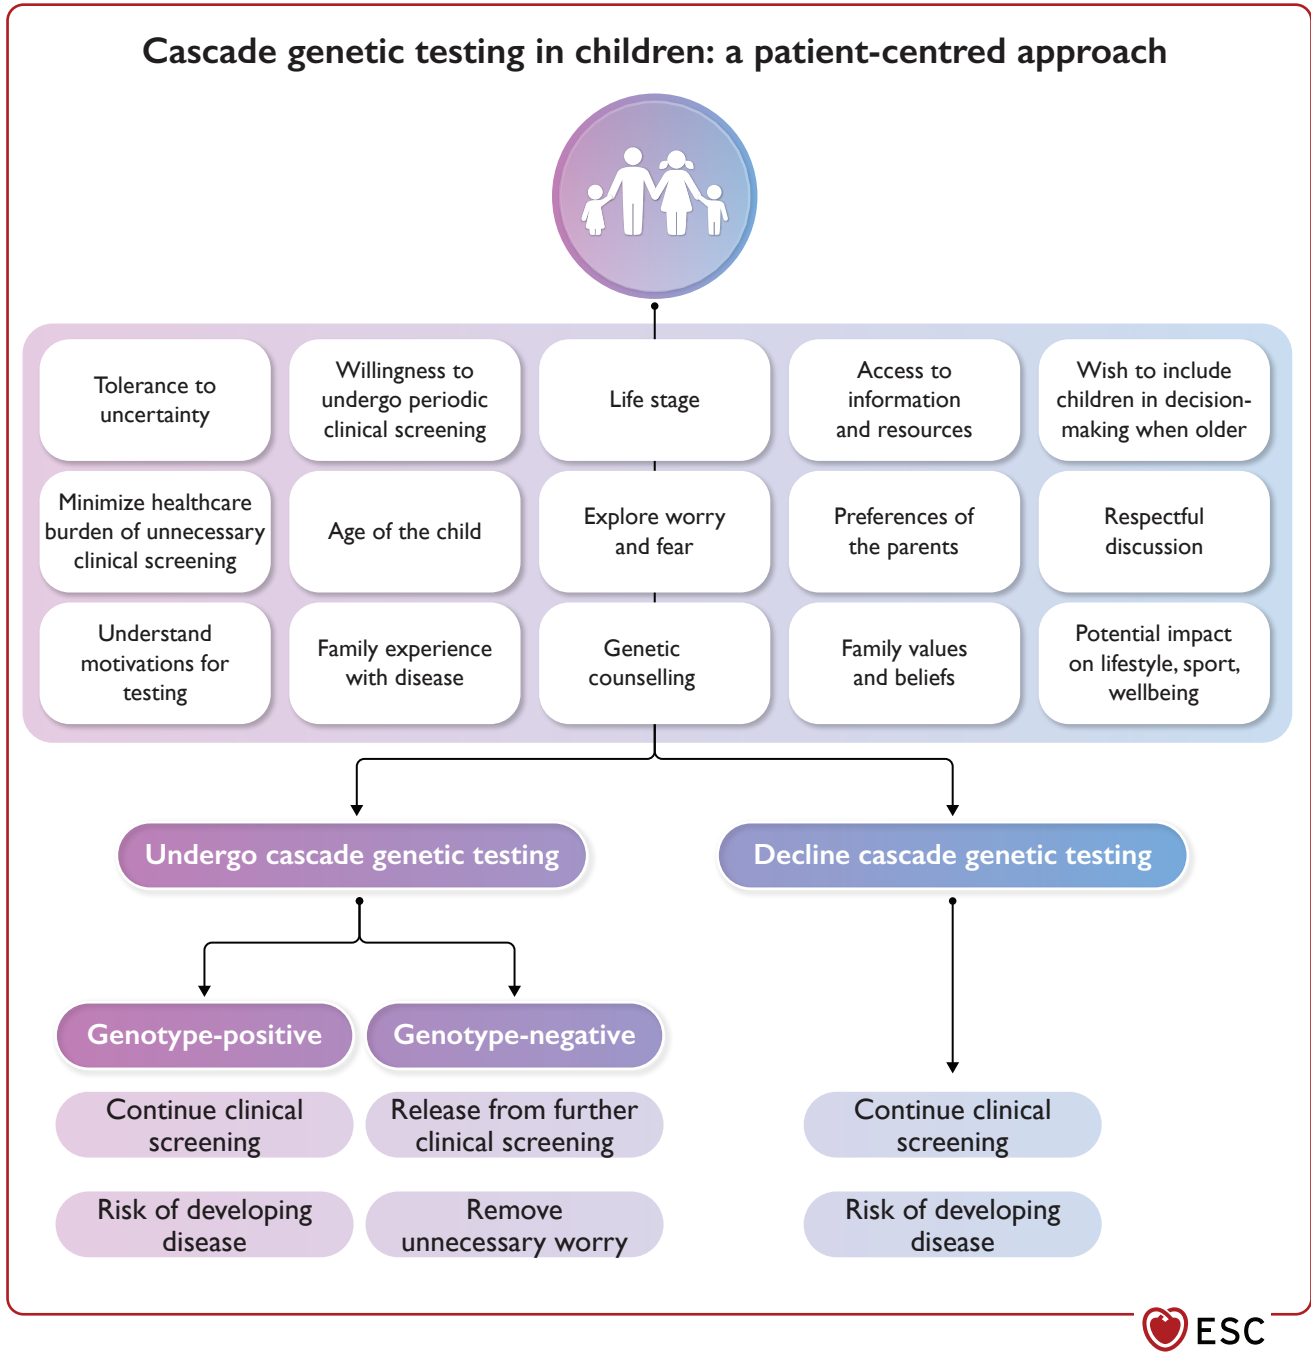 Cascade genetic testing in children: a patient-centred approach
Tolerance to
uncertainty
Willingness to
undergo periodic
clinical screening
Life stage
Access to
information
and resources
Wish to include
children in decision-
making when older
Minimize healthcare
burden of unnecessary
clinical screening
Age of the child
Explore worry
and fear
Preferences of
the parents
Respectful
discussion
Understand
motivations for
testing
Family experience
with disease
Genetic
counselling
Family values
and beliefs
Potential impact
on lifestyle, sport,
wellbeing
Undergo cascade genetic testing
Decline cascade genetic testing
Genotype-positive
Genotype-negative
Continue clinical
screening
Release from further
clinical screening
Continue clinical
screening
Risk of developing
disease
Remove
unnecessary worry
Risk of developing
disease
ESC